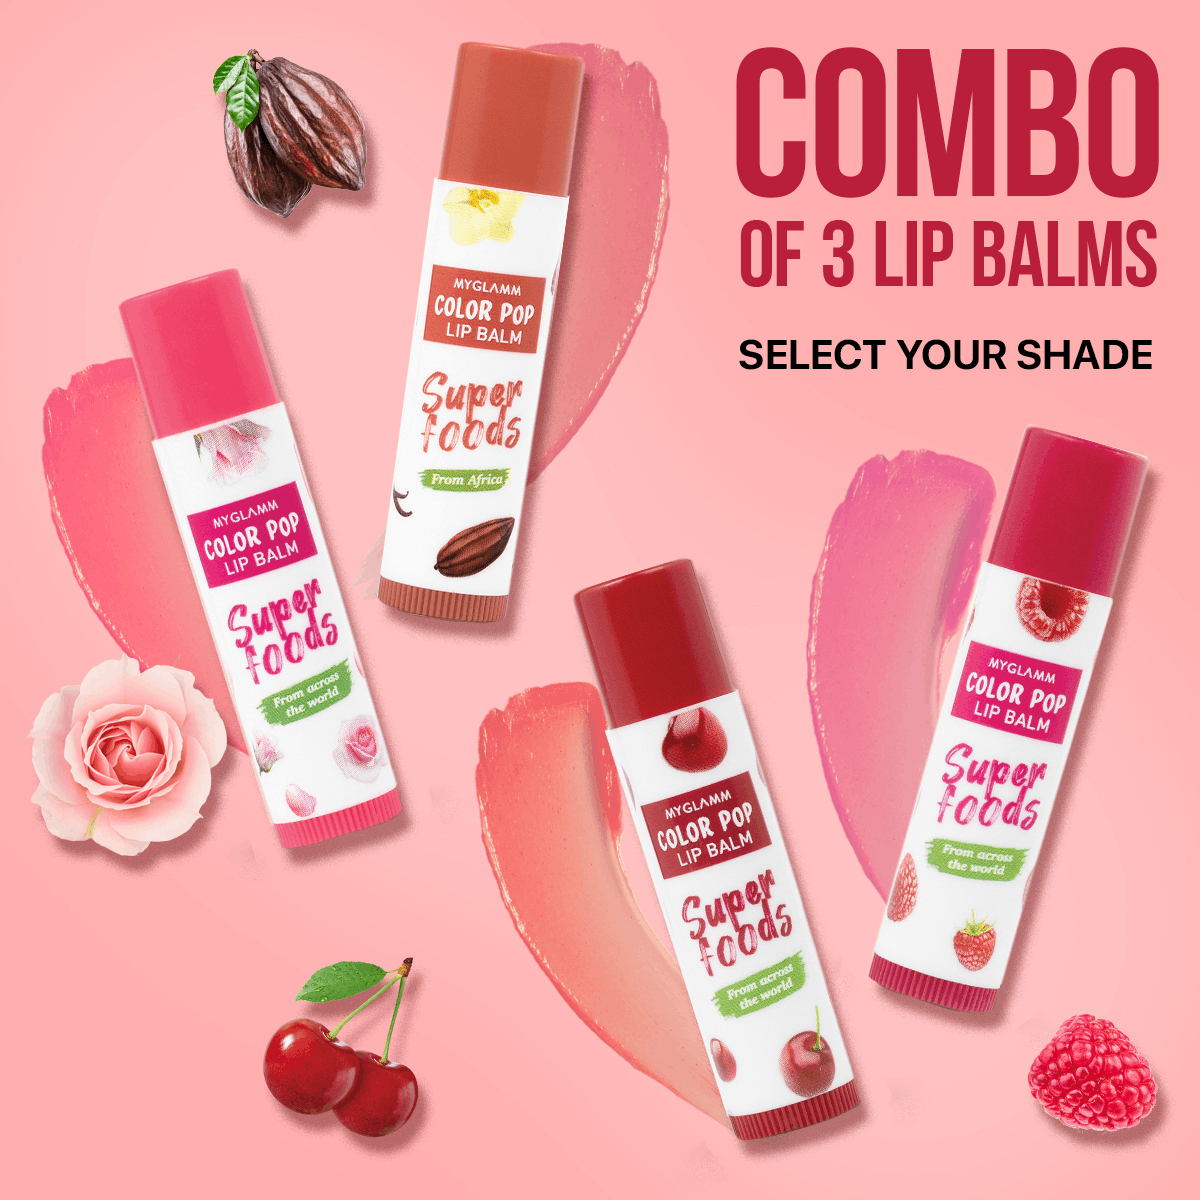 COMBO
OF 3 LIP BALMS
SELECT YOUR SHADE
MYGLAMM
COLOR POP
LIP BALM
Super
foods
From Africa
MYGLAMM
COLOR POP
LIP BALM
Super
foods
From across
the world
MYGLAMM
COLOR POP
LIP BALM
Super
foods
From across
the world
MYGLAMM
COLOR POP
LIP BALM
Super
foods
From across
the world